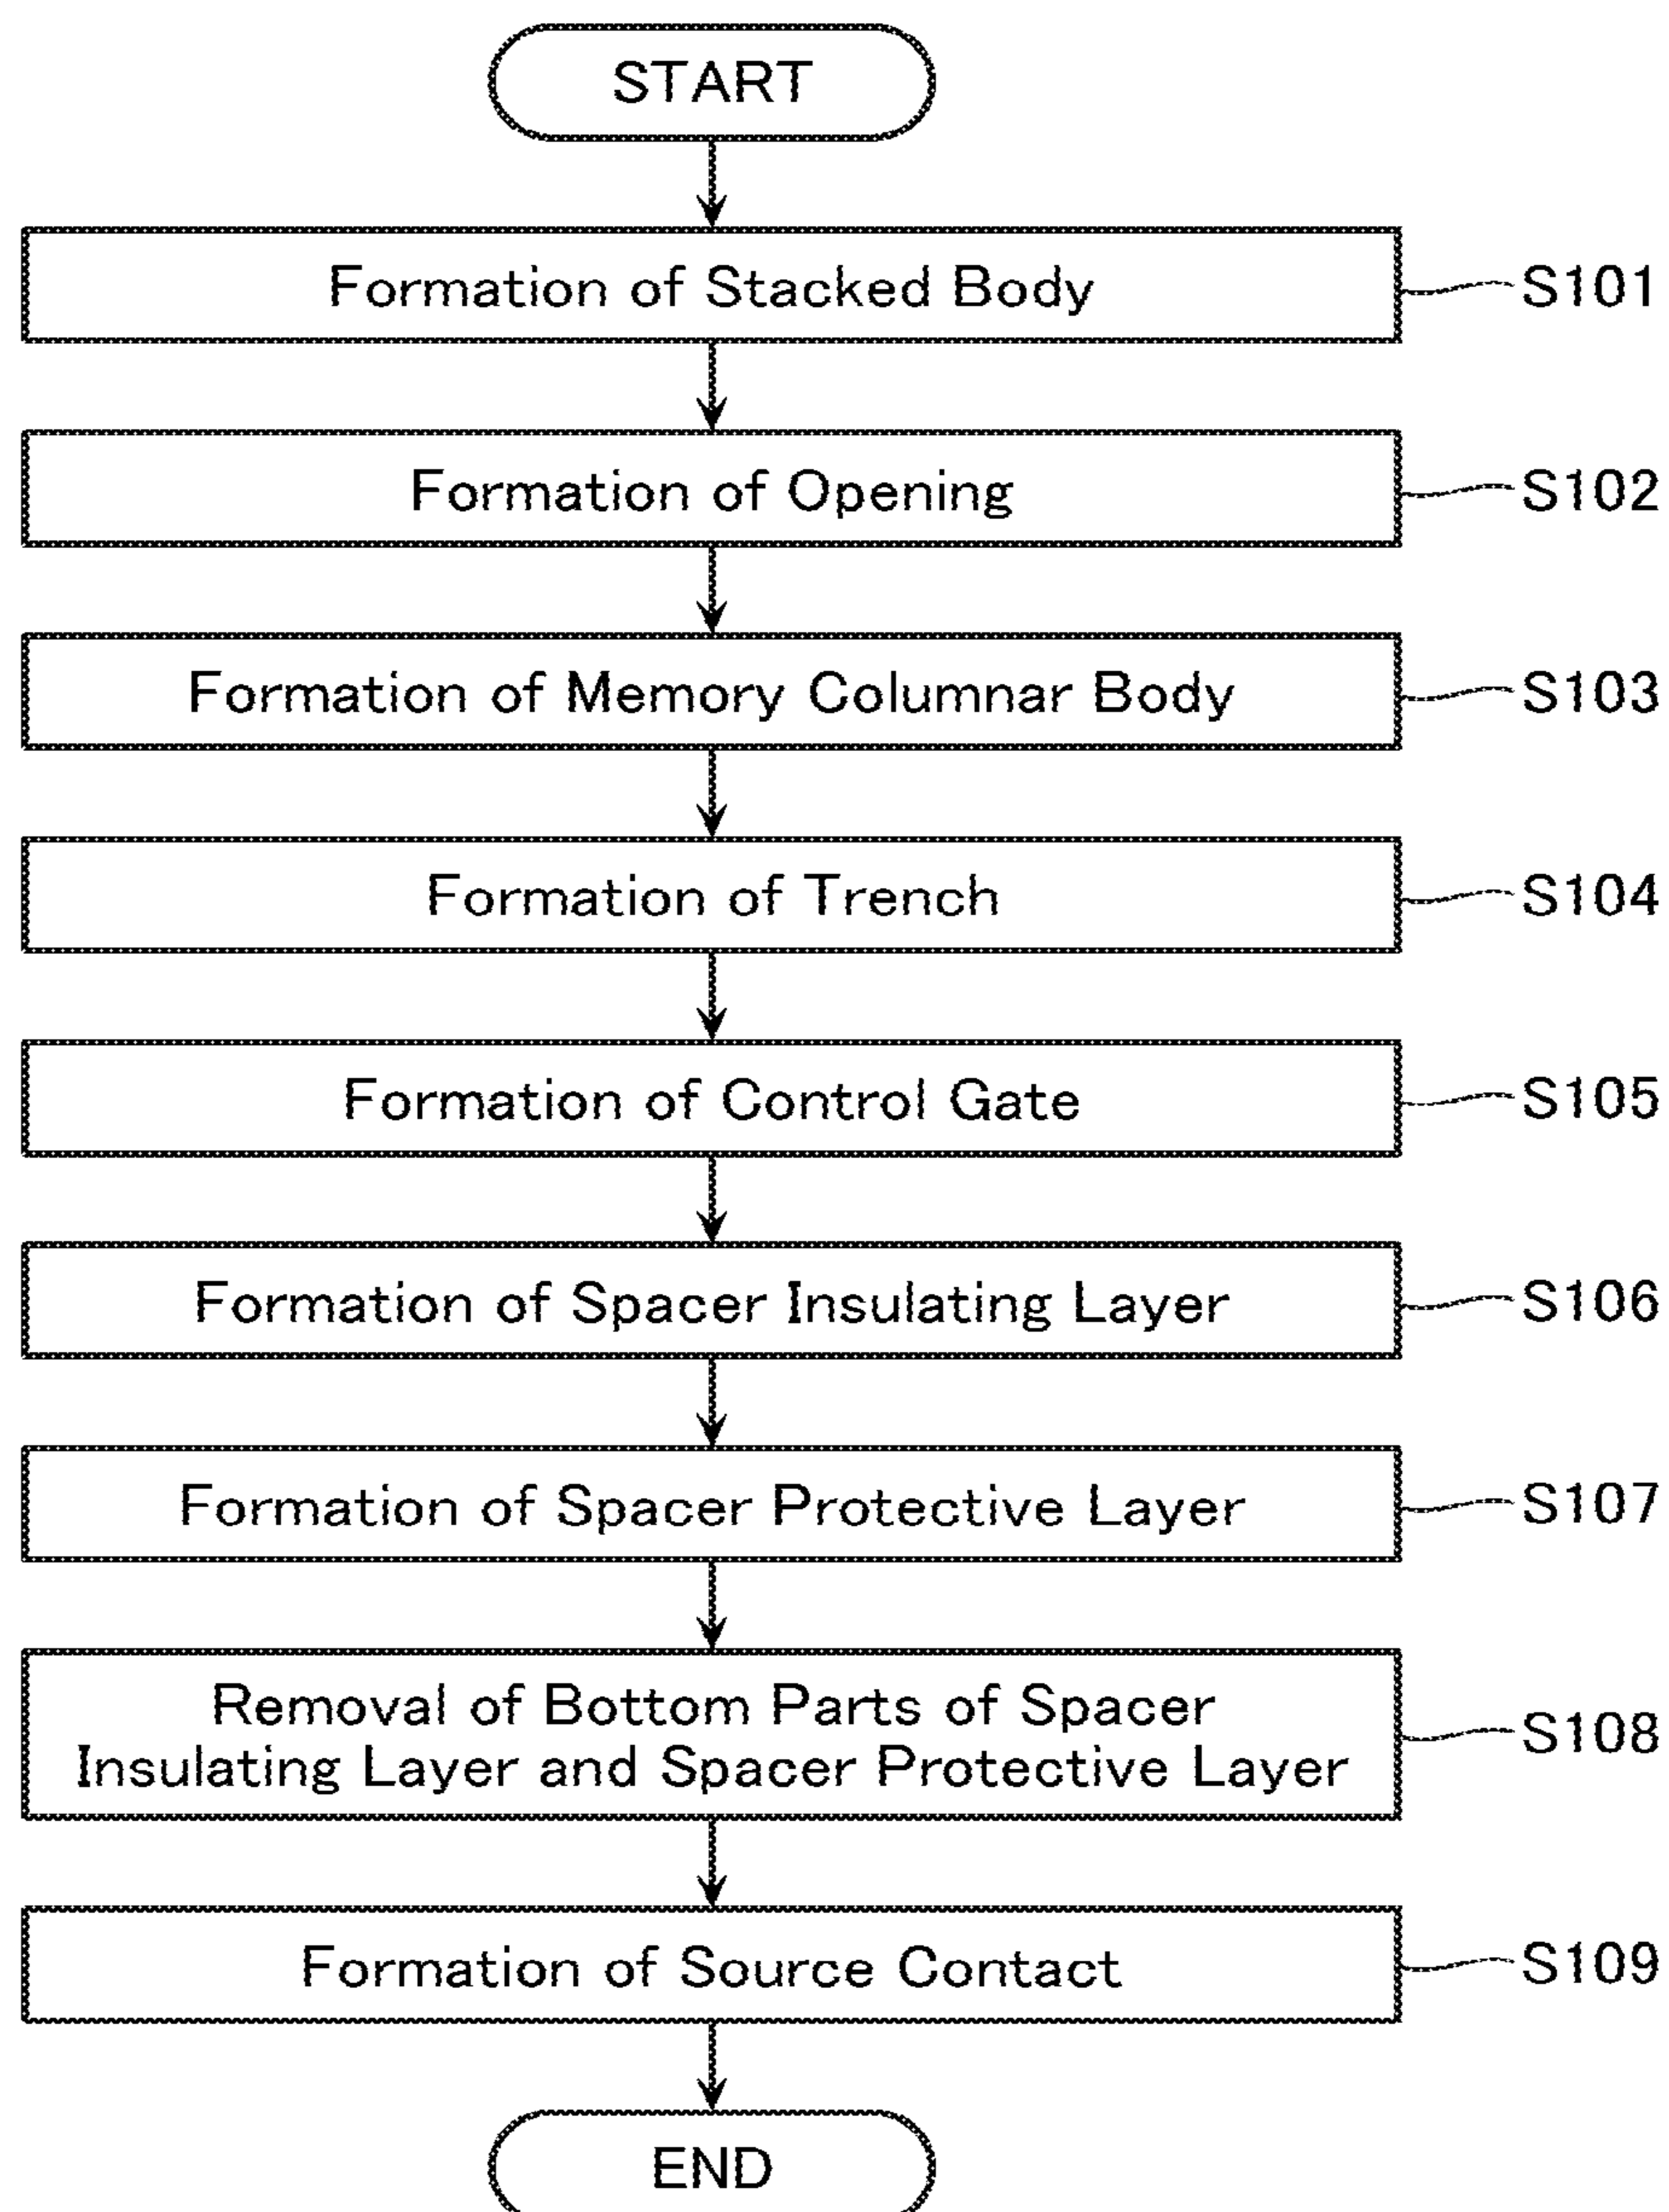 START
Formation of Stacked Body
S101
Formation of Opening
S102
Formation of Memory Columnar Body
S103
Formation of Trench
S104
Formation of Control Gate
S105
Formation of Spacer Insulating Layer
S106
Formation of Spacer Protective Layer
S107
Removal of Bottom Parts of Spacer
Insulating Layer and Spacer Protective Layer
S108
Formation of Source Contact
S109
END